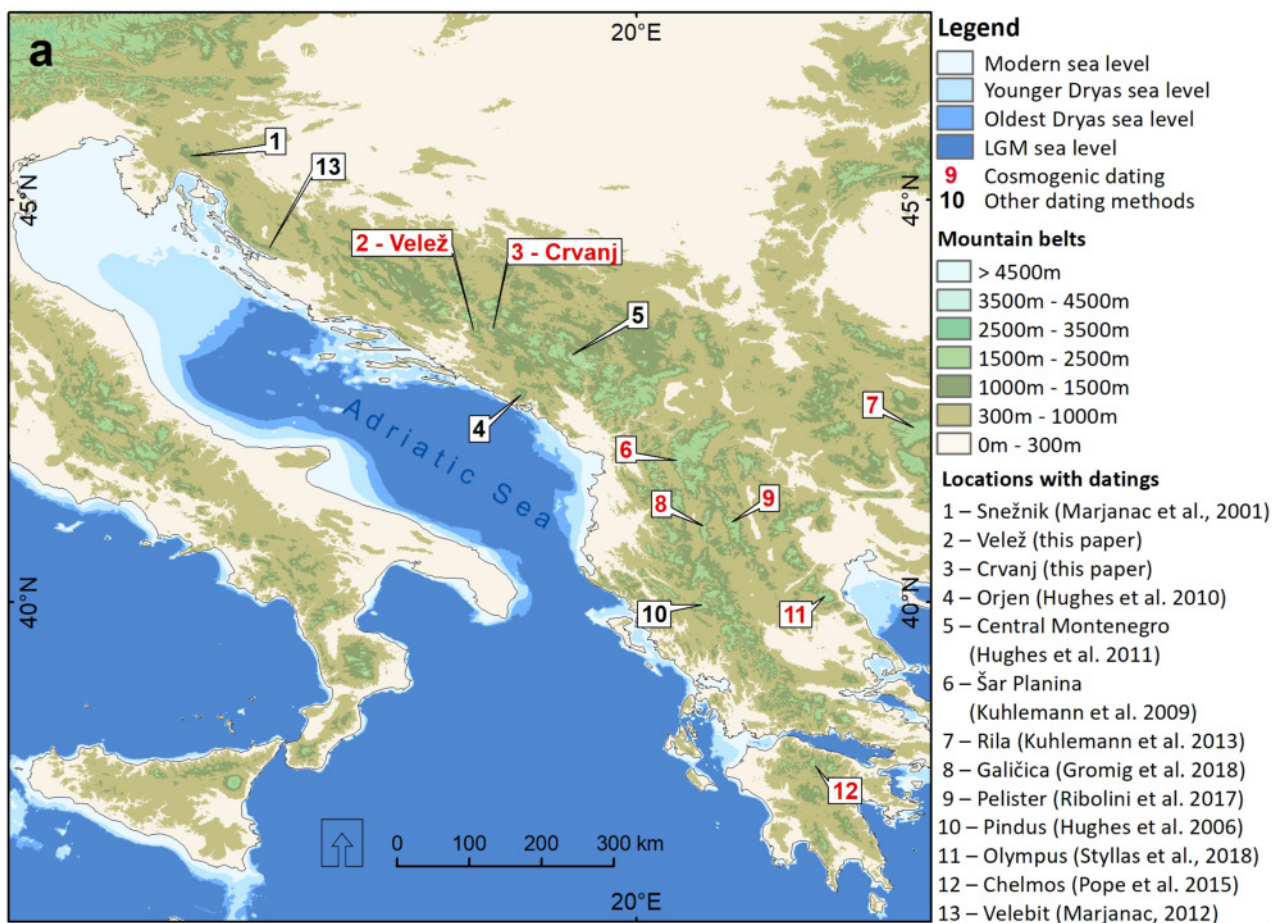 a
20°E
45°N
45°N
1
13
2 - Velež
3 - Crvanj
5
4
7
6
8
9
Adriatic Sea
40°N
40°N
10
11
12
0 100 200 300 km
20°E
Legend
Modern sea level
Younger Dryas sea level
Oldest Dryas sea level
LGM sea level
9 Cosmogenic dating
10 Other dating methods
Mountain belts
> 4500m
3500m - 4500m
2500m - 3500m
1500m - 2500m
1000m - 1500m
300m - 1000m
0m - 300m
Locations with datings
1 – Snežnik (Marjanac et al., 2001)
2 – Velež (this paper)
3 – Crvanj (this paper)
4 – Orjen (Hughes et al. 2010)
5 – Central Montenegro
(Hughes et al. 2011)
6 – Šar Planina
(Kuhlemann et al. 2009)
7 – Rila (Kuhlemann et al. 2013)
8 – Galičica (Gromig et al. 2018)
9 – Pelister (Ribolini et al. 2017)
10 – Pindus (Hughes et al. 2006)
11 – Olympus (Styllas et al., 2018)
12 – Chelmos (Pope et al. 2015)
13 – Velebit (Marjanac, 2012)